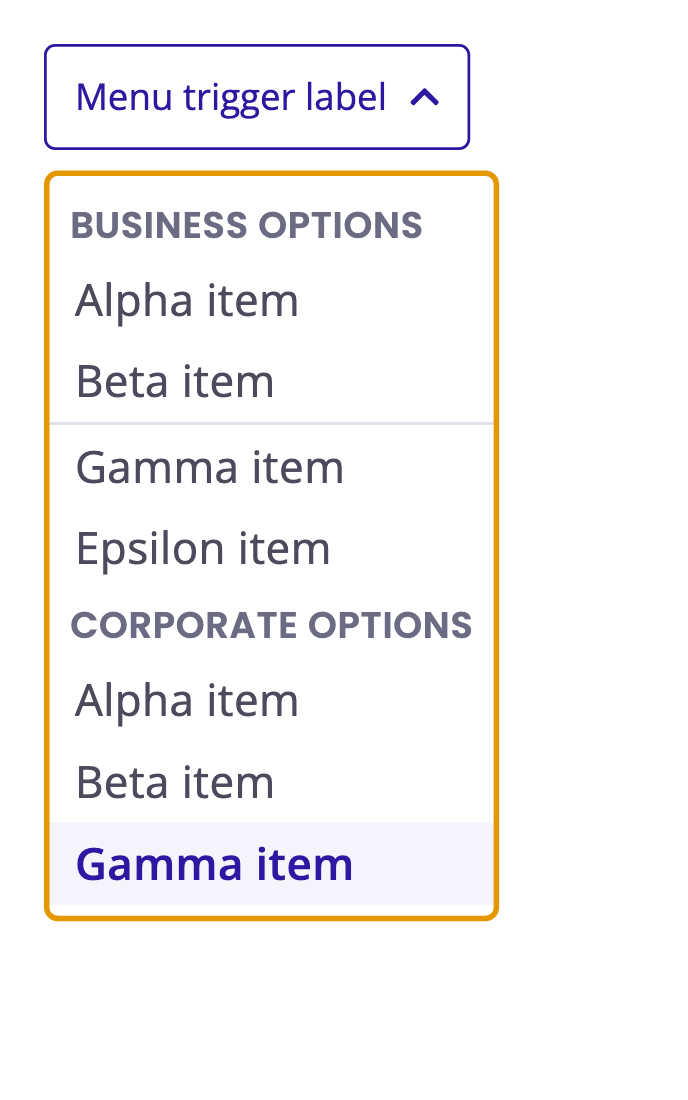 Menu trigger label
BUSINESS OPTIONS
Alpha item
Beta item
Gamma item
Epsilon item
CORPORATE OPTIONS
Alpha item
Beta item
Gamma item